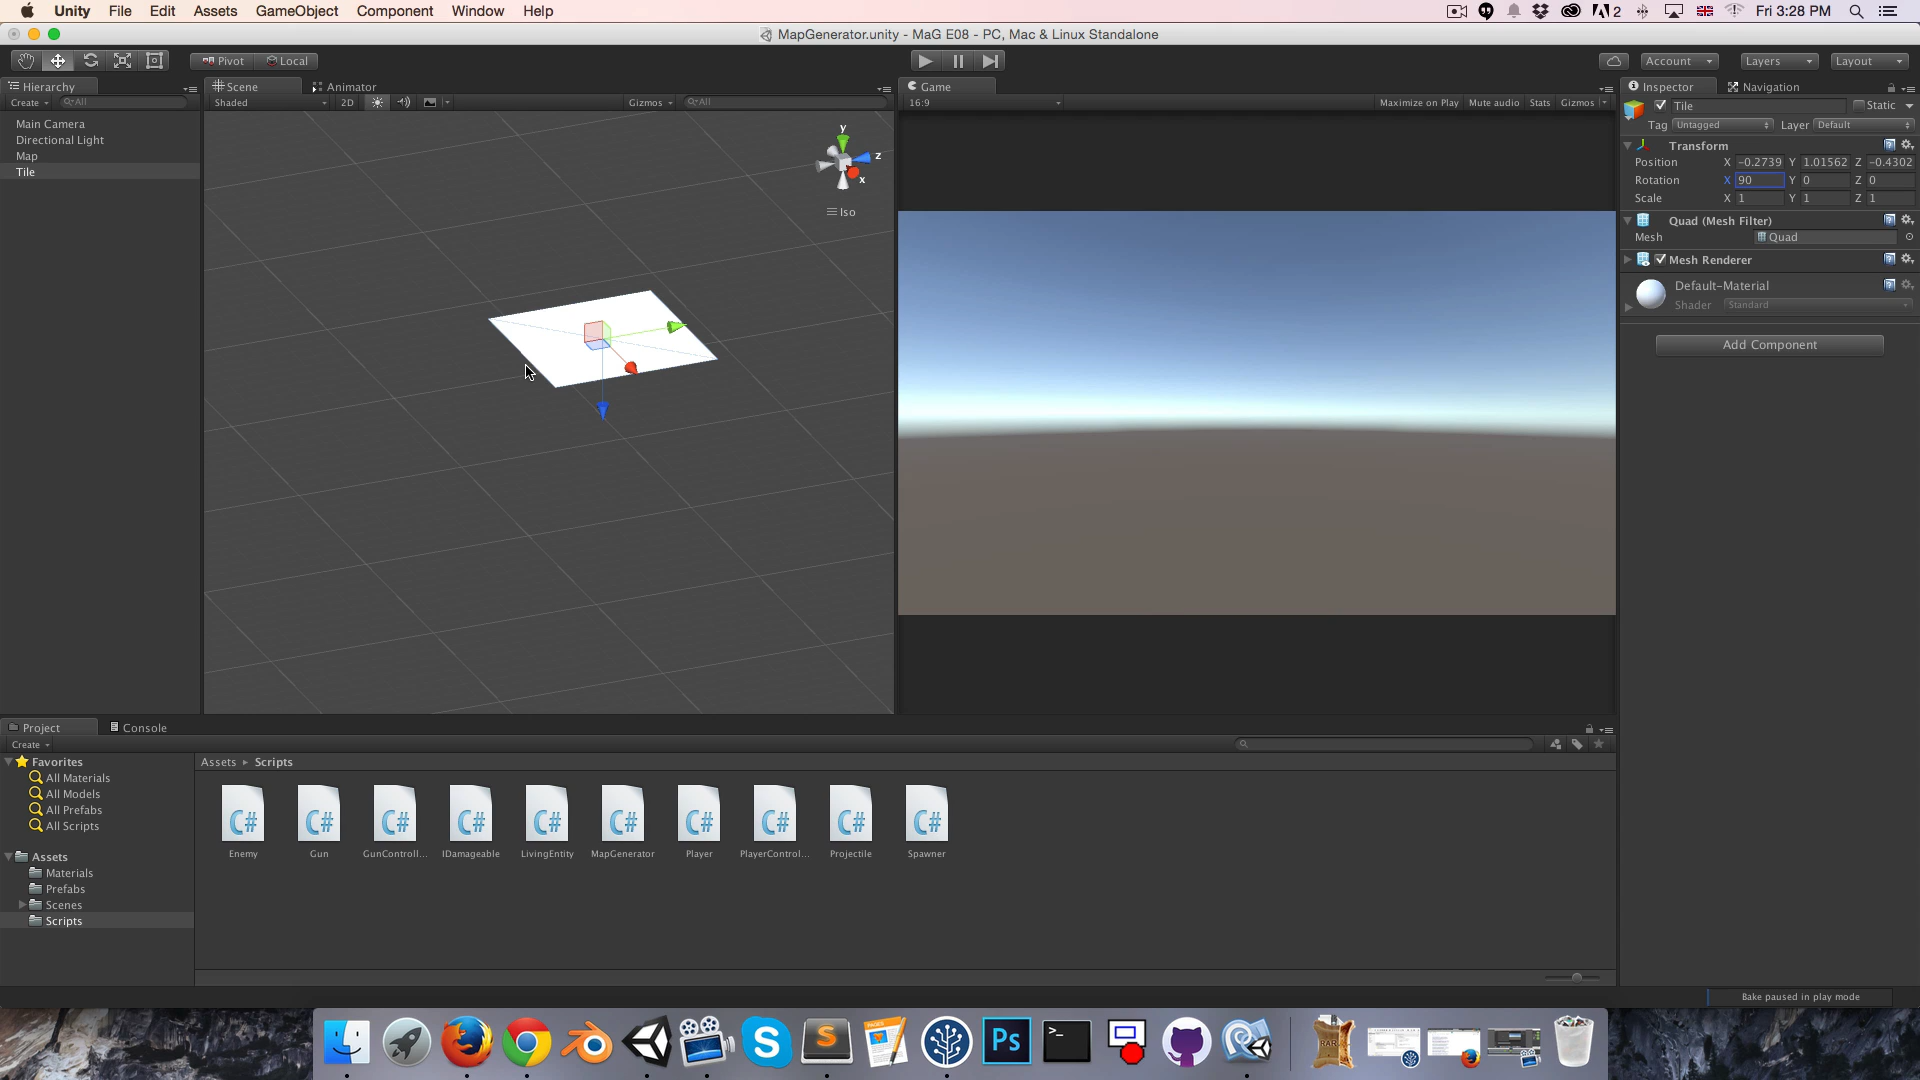 Unity File Edit Assets GameObject Component Window Help 2 Fri 3:28 PM
MapGenerator.unity - MaG E08 - PC, Mac & Linux Standalone
Pivot Local Account Layers Layout
Hierarchy Scene Animator Game Inspector Navigation
Create All Shaded 2D Gizmos All 16:9 Maximize on Play Mute audio Stats Gizmos Tile Static
Main Camera
Directional Light
Map
Tile
y
z
x
Iso
Tag Untagged Layer Default
Transform
Position X -0.2739 Y 1.01562 Z -0.4302
Rotation X 90 Y 0 Z 0
Scale X 1 Y 1 Z 1
Quad (Mesh Filter)
Mesh Quad
Mesh Renderer
Default-Material
Shader Standard
Add Component
Project Console
Create
Favorites
All Materials
All Models
All Prefabs
All Scripts
Assets
Materials
Prefabs
Scenes
Scripts
Assets Scripts
C# C# C# C# C# C# C# C# C# C#
Enemy Gun GunControll... IDamageable LivingEntity MapGenerator Player PlayerControl... Projectile Spawner
Bake paused in play mode
S Ps >_ RAR